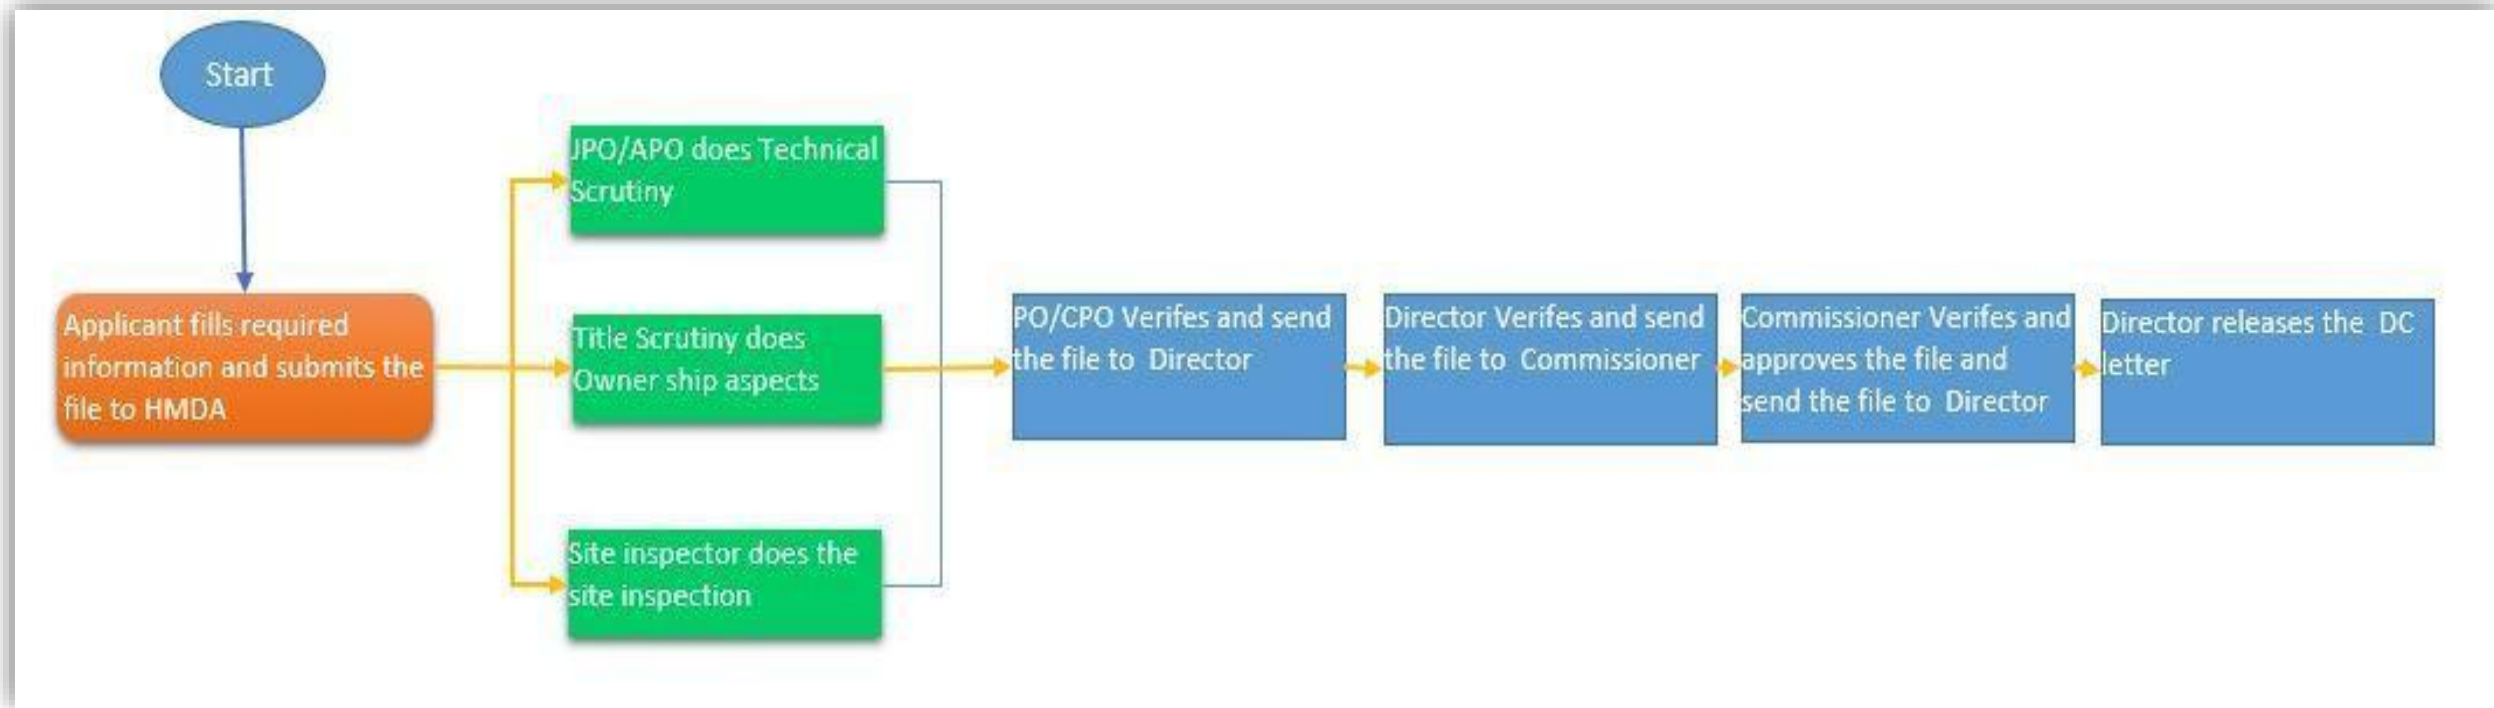 Start
Applicant fills required
information and submits the
file to HMDA
JPO/APO does Technical
Scrutiny
Title Scrutiny does
Owner ship aspects
Site inspector does the
site inspection
PO/CPO Verifes and send
the file to  Director
Director Verifes and send
the file to  Commissioner
Commissioner Verifes and
approves the file and
send the file to  Director
Director releases the  DC
letter